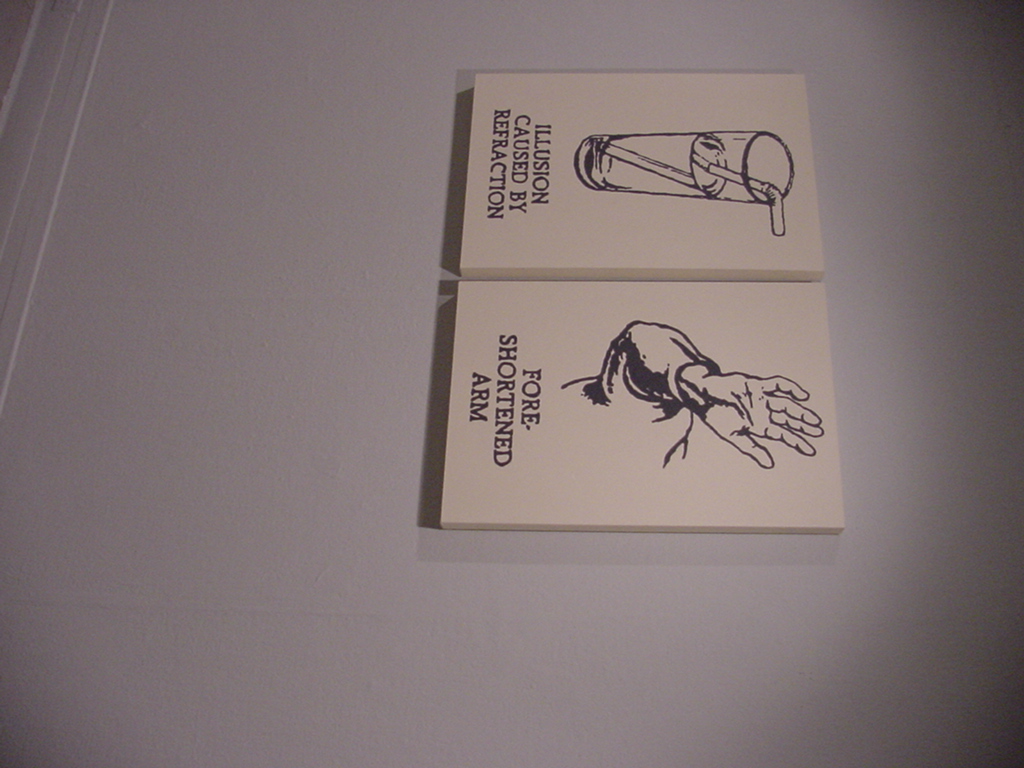 ILLUSION
CAUSED BY
REFRACTION
FORE-
SHORTENED
ARM